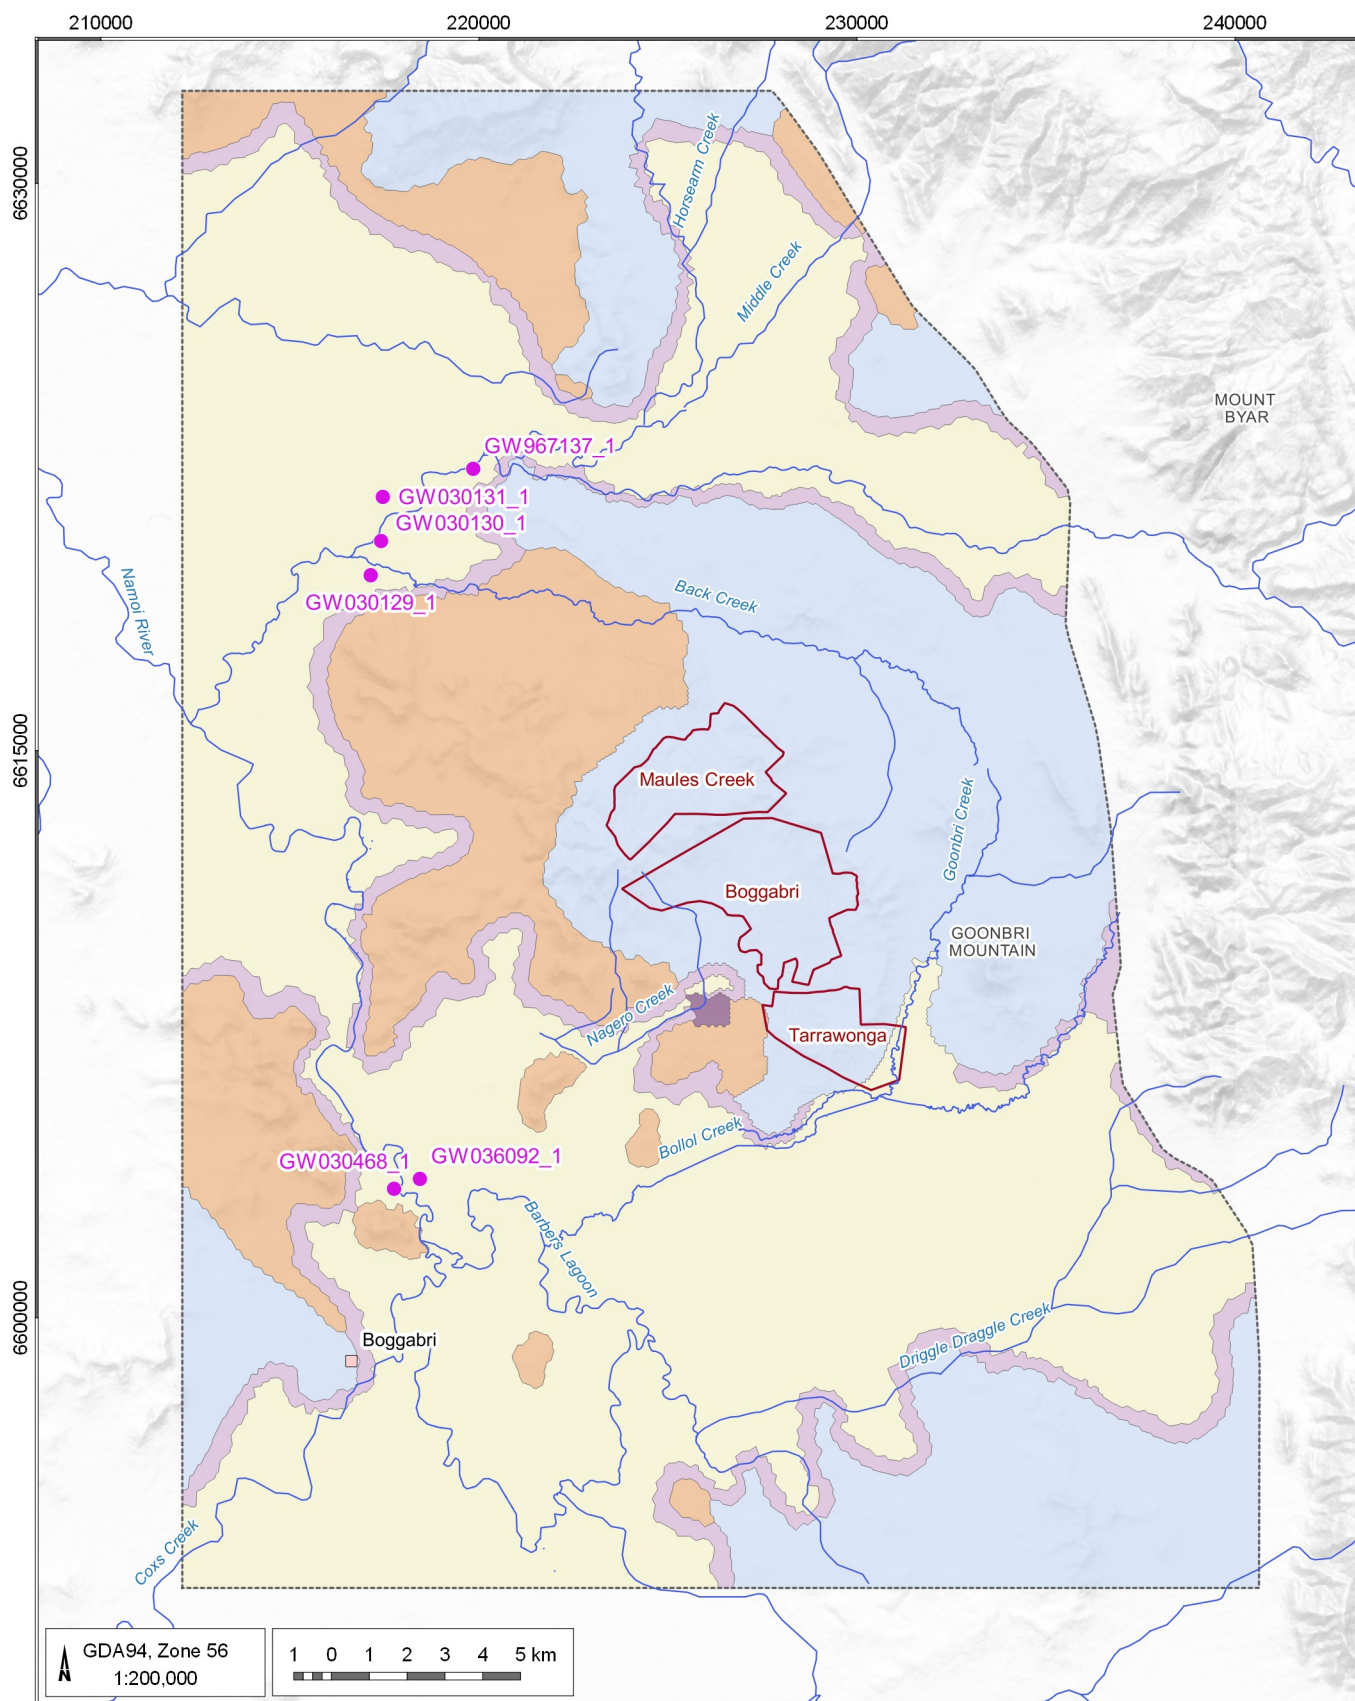 210000
220000
230000
240000
6630000
6615000
6600000
Horsearm Creek
Middle Creek
MOUNT
BYAR
GW967137_1
GW030131_1
GW030130_1
GW030129_1
Namoi River
Back Creek
Maules Creek
Goonbri Creek
Boggabri
GOONBRI
MOUNTAIN
Nagero Creek
Tarrawonga
Bollol Creek
GW030468_1
GW036092_1
Barbers Lagoon
Driggle Draggle Creek
Boggabri
Coxs Creek
N
GDA94, Zone 56
1:200,000
1 0 1 2 3 4 5 km